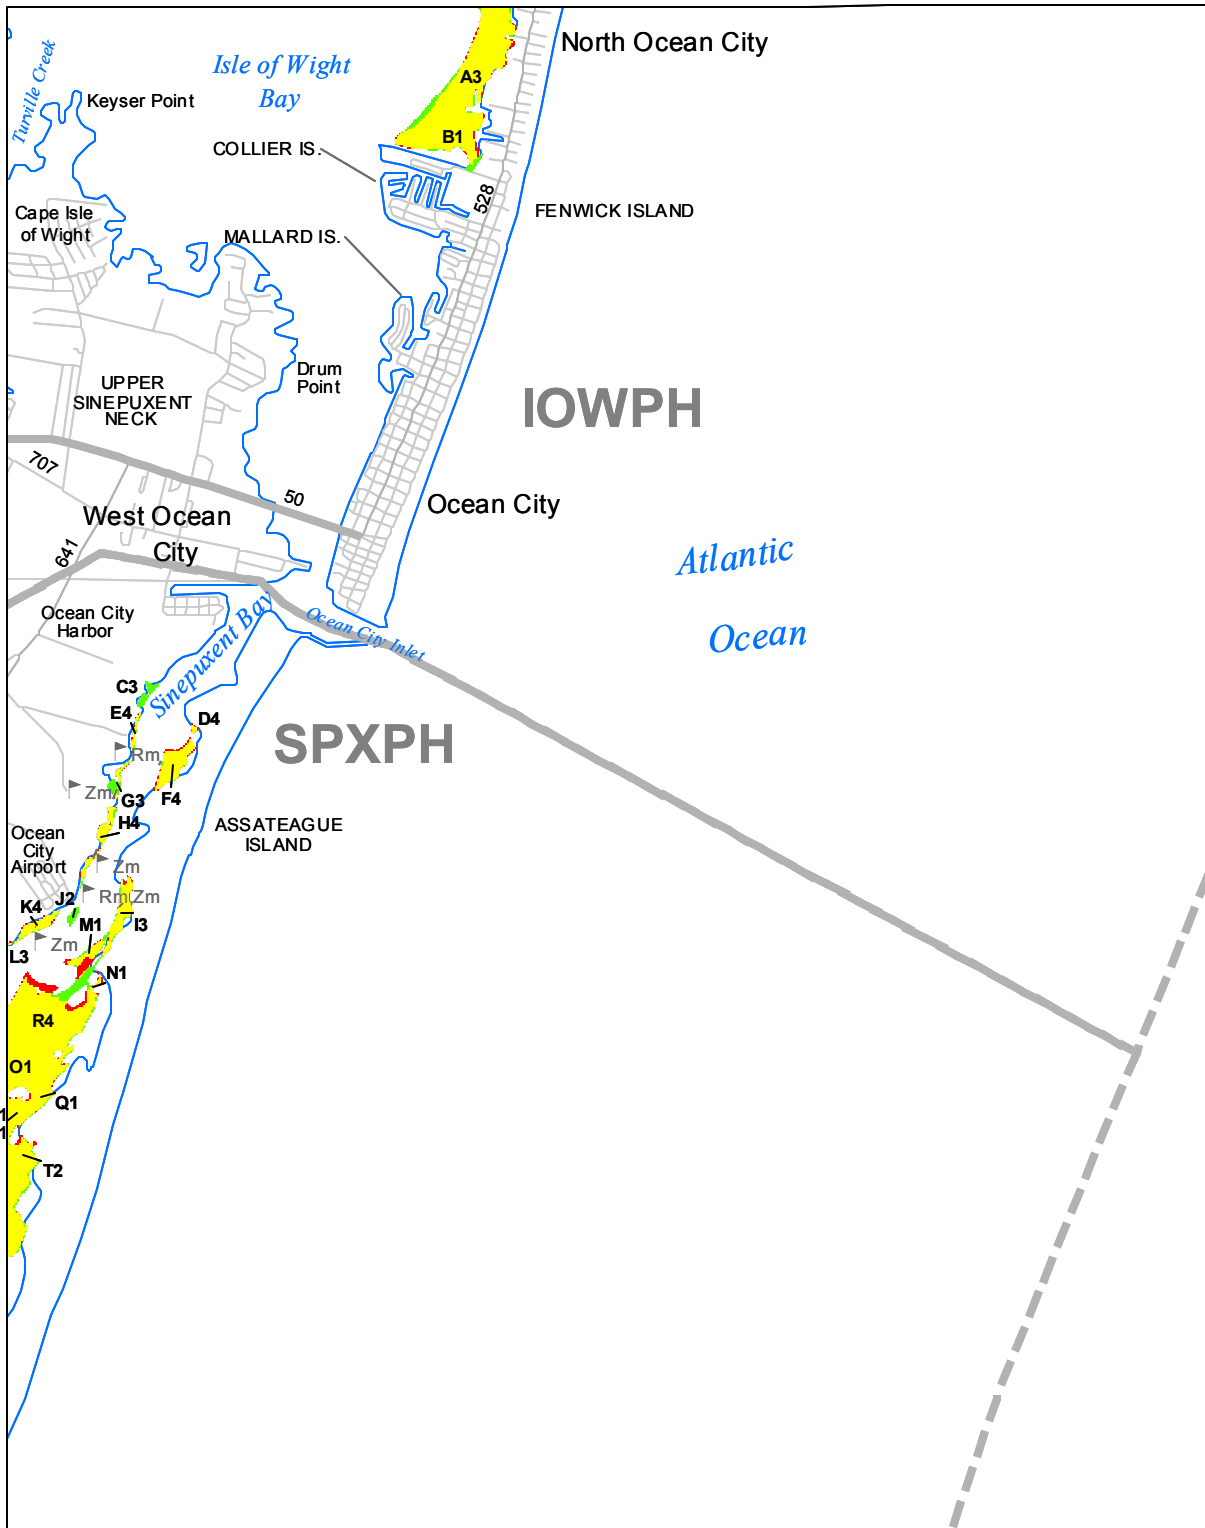 North Ocean City
Isle of Wight
Bay
A3
Turville Creek
Keyser Point
B1
COLLIER IS.
528
Cape Isle
of Wight
FENWICK ISLAND
MALLARD IS.
Drum
Point
UPPER
SINEPUXENT
NECK
IOWPH
707
50
Ocean City
West Ocean
City
641
Atlantic
Ocean
Ocean City
Harbor
Sinepuxent Bay
Ocean City Inlet
C3
E4
D4
SPXPH
Rm
Zm
G3
F4
H4
ASSATEAGUE
ISLAND
Ocean
City
Airport
Zm
Rm
Zm
J2
K4
M1
I3
Zm
L3
N1
R4
O1
Q1
1
1
T2